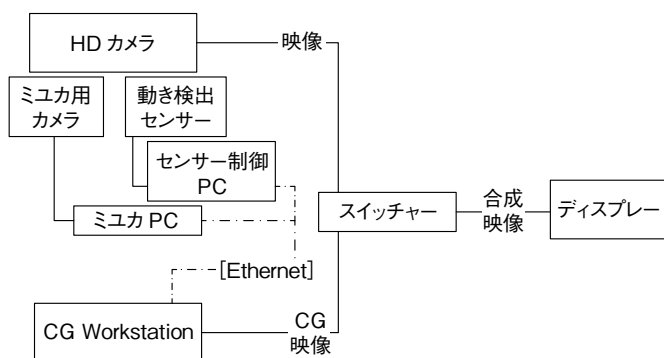 HD カメラ
映像
ミユカ用
カメラ
動き検出
センサー
センサー制御
PC
ミユカ PC
スイッチャー
合成
映像
ディスプレー
[Ethernet]
CG Workstation
CG
映像